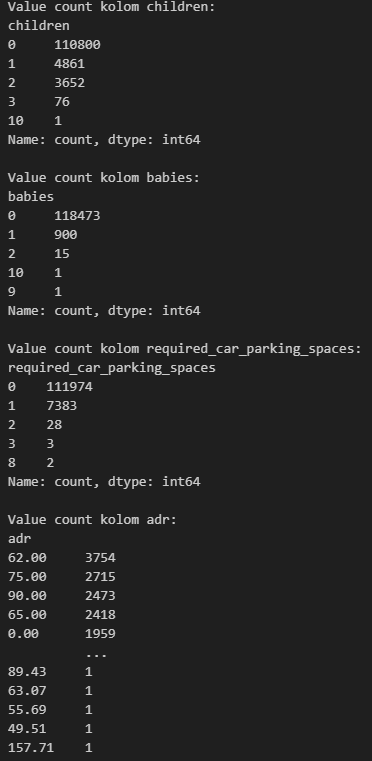 Value count kolom children:
children
0     110800
1     4861
2     3652
3     76
10    1
Name: count, dtype: int64

Value count kolom babies:
babies
0     118473
1     900
2     15
10    1
9     1
Name: count, dtype: int64

Value count kolom required_car_parking_spaces:
required_car_parking_spaces
0    111974
1    7383
2    28
3    3
8    2
Name: count, dtype: int64

Value count kolom adr:
adr
62.00     3754
75.00     2715
90.00     2473
65.00     2418
0.00      1959
          ...
89.43     1
63.07     1
55.69     1
49.51     1
157.71    1